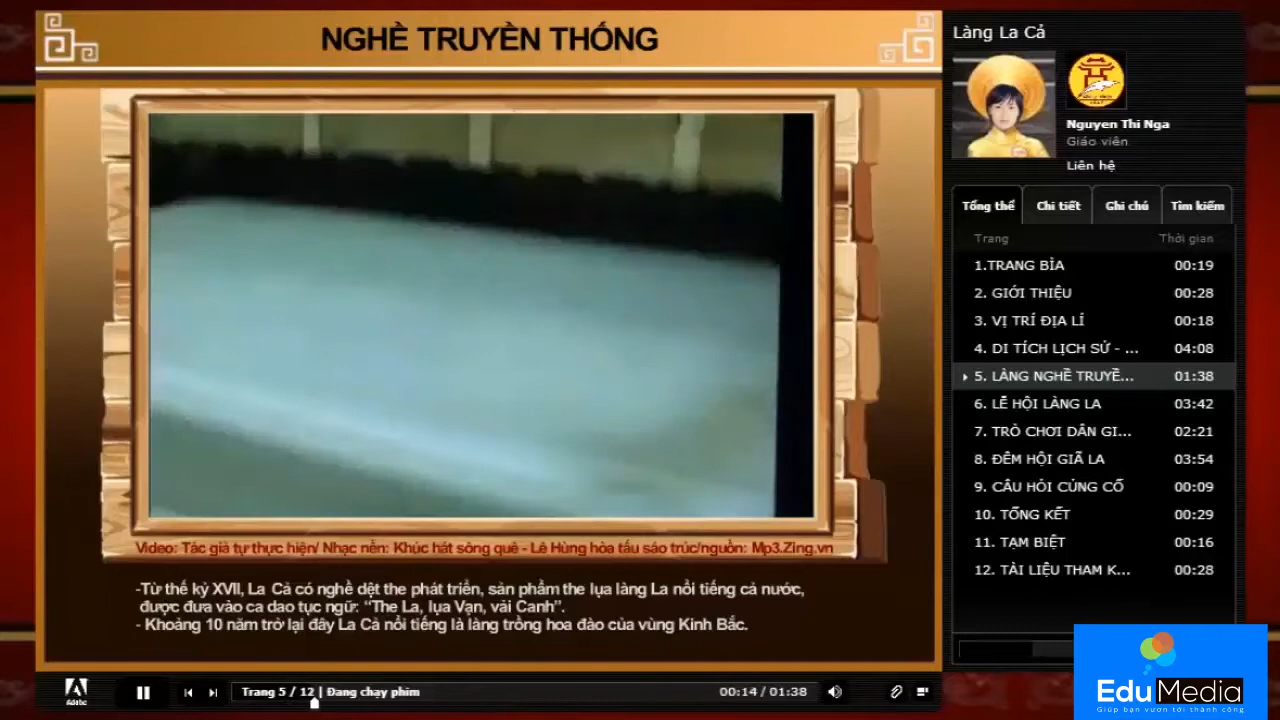 NGHỀ TRUYỀN THỐNG
Video: Tác giả tự thực hiện/ Nhạc nền: Khúc hát sông quê - Lê Hùng hòa tấu sáo trúc/nguồn: Mp3.Zing.vn
-Từ thế kỷ XVII, La Cả có nghề dệt the phát triển, sản phẩm the lụa làng La nổi tiếng cả nước,
được đưa vào ca dao tục ngữ: “The La, lụa Vạn, vải Canh”.
- Khoảng 10 năm trở lại đây La Cả nổi tiếng là làng trồng hoa đào của vùng Kinh Bắc.
Adobe
Trang 5 / 12 | Đang chạy phim
00:14 / 01:38
Làng La Cả
Nguyen Thi Nga
Giáo viên
Liên hệ
Tổng thể Chi tiết Ghi chú Tìm kiếm
Trang Thời gian
1.TRANG BÌA 00:19
2. GIỚI THIỆU 00:28
3. VỊ TRÍ ĐỊA LÍ 00:18
4. DI TÍCH LỊCH SỬ - ... 04:08
5. LÀNG NGHỀ TRUYỀ... 01:38
6. LỄ HỘI LÀNG LA 03:42
7. TRÒ CHƠI DÂN GI... 02:21
8. ĐÊM HỘI GIÃ LA 03:54
9. CÂU HỎI CỦNG CỐ 00:09
10. TỔNG KẾT 00:29
11. TẠM BIỆT 00:16
12. TÀI LIỆU THAM K... 00:28
EduMedia
Giúp bạn vươn tới thành công